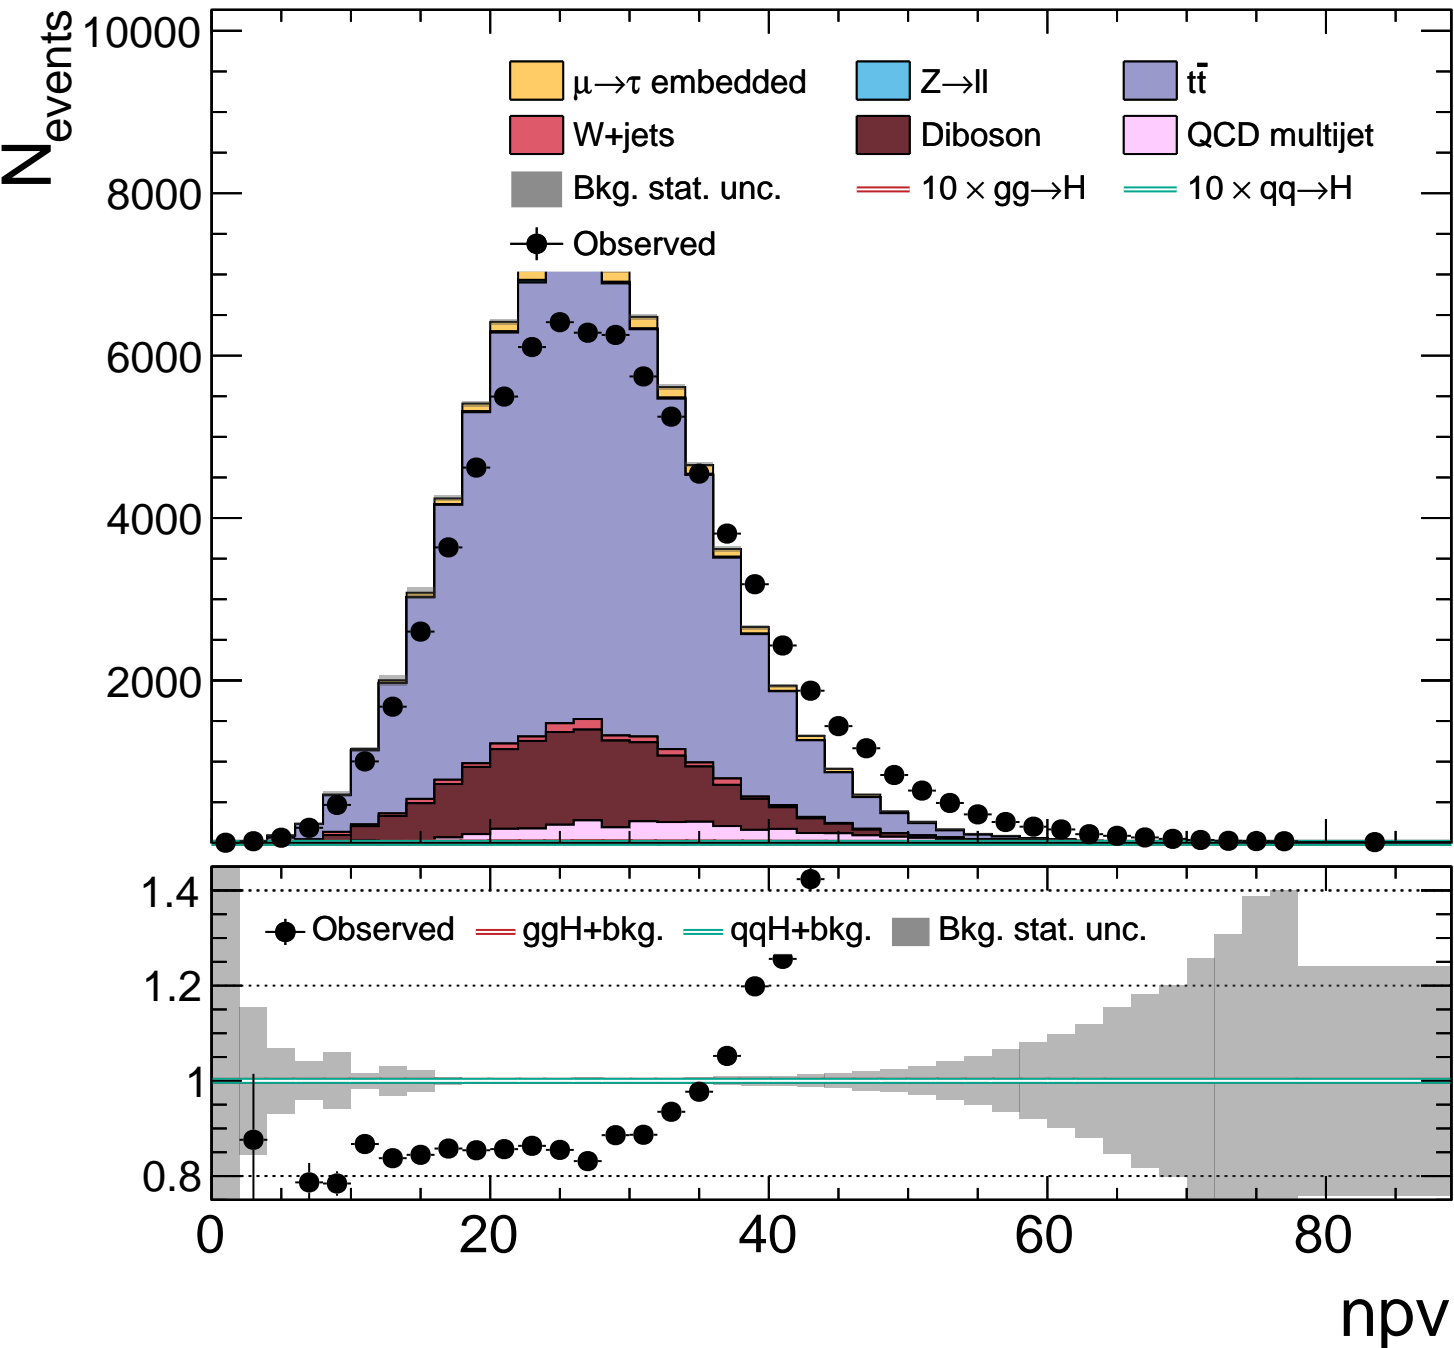 N_events
10000
8000
6000
4000
2000
μ→τ embedded Z→ll tt̄
W+jets Diboson QCD multijet
Bkg. stat. unc. 10 × gg→H 10 × qq→H
Observed
1.4
1.2
1
0.8
Observed ggH+bkg. qqH+bkg. Bkg. stat. unc.
0 20 40 60 80
npv